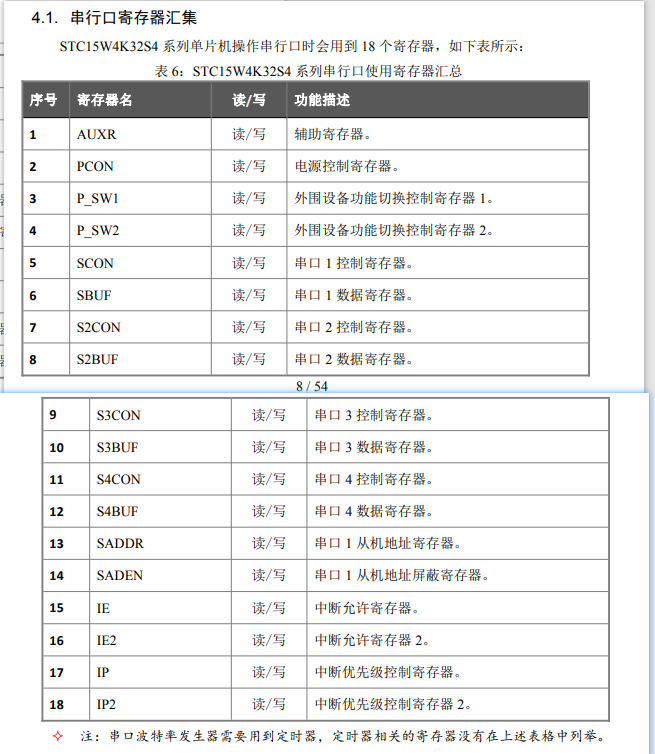 4.1. 串行口寄存器汇集
STC15W4K32S4 系列单片机操作串行口时会用到 18 个寄存器，如下表所示：
表 6：STC15W4K32S4 系列串行口使用寄存器汇总
序号 寄存器名 读/写 功能描述
1 AUXR 读/写 辅助寄存器。
2 PCON 读/写 电源控制寄存器。
3 P_SW1 读/写 外围设备功能切换控制寄存器 1。
4 P_SW2 读/写 外围设备功能切换控制寄存器 2。
5 SCON 读/写 串口 1 控制寄存器。
6 SBUF 读/写 串口 1 数据寄存器。
7 S2CON 读/写 串口 2 控制寄存器。
8 S2BUF 读/写 串口 2 数据寄存器。
8 / 54
9 S3CON 读/写 串口 3 控制寄存器。
10 S3BUF 读/写 串口 3 数据寄存器。
11 S4CON 读/写 串口 4 控制寄存器。
12 S4BUF 读/写 串口 4 数据寄存器。
13 SADDR 读/写 串口 1 从机地址寄存器。
14 SADEN 读/写 串口 1 从机地址屏蔽寄存器。
15 IE 读/写 中断允许寄存器。
16 IE2 读/写 中断允许寄存器 2。
17 IP 读/写 中断优先级控制寄存器。
18 IP2 读/写 中断优先级控制寄存器 2。
✧ 注：串口波特率发生器需要用到定时器，定时器相关的寄存器没有在上述表格中列举。